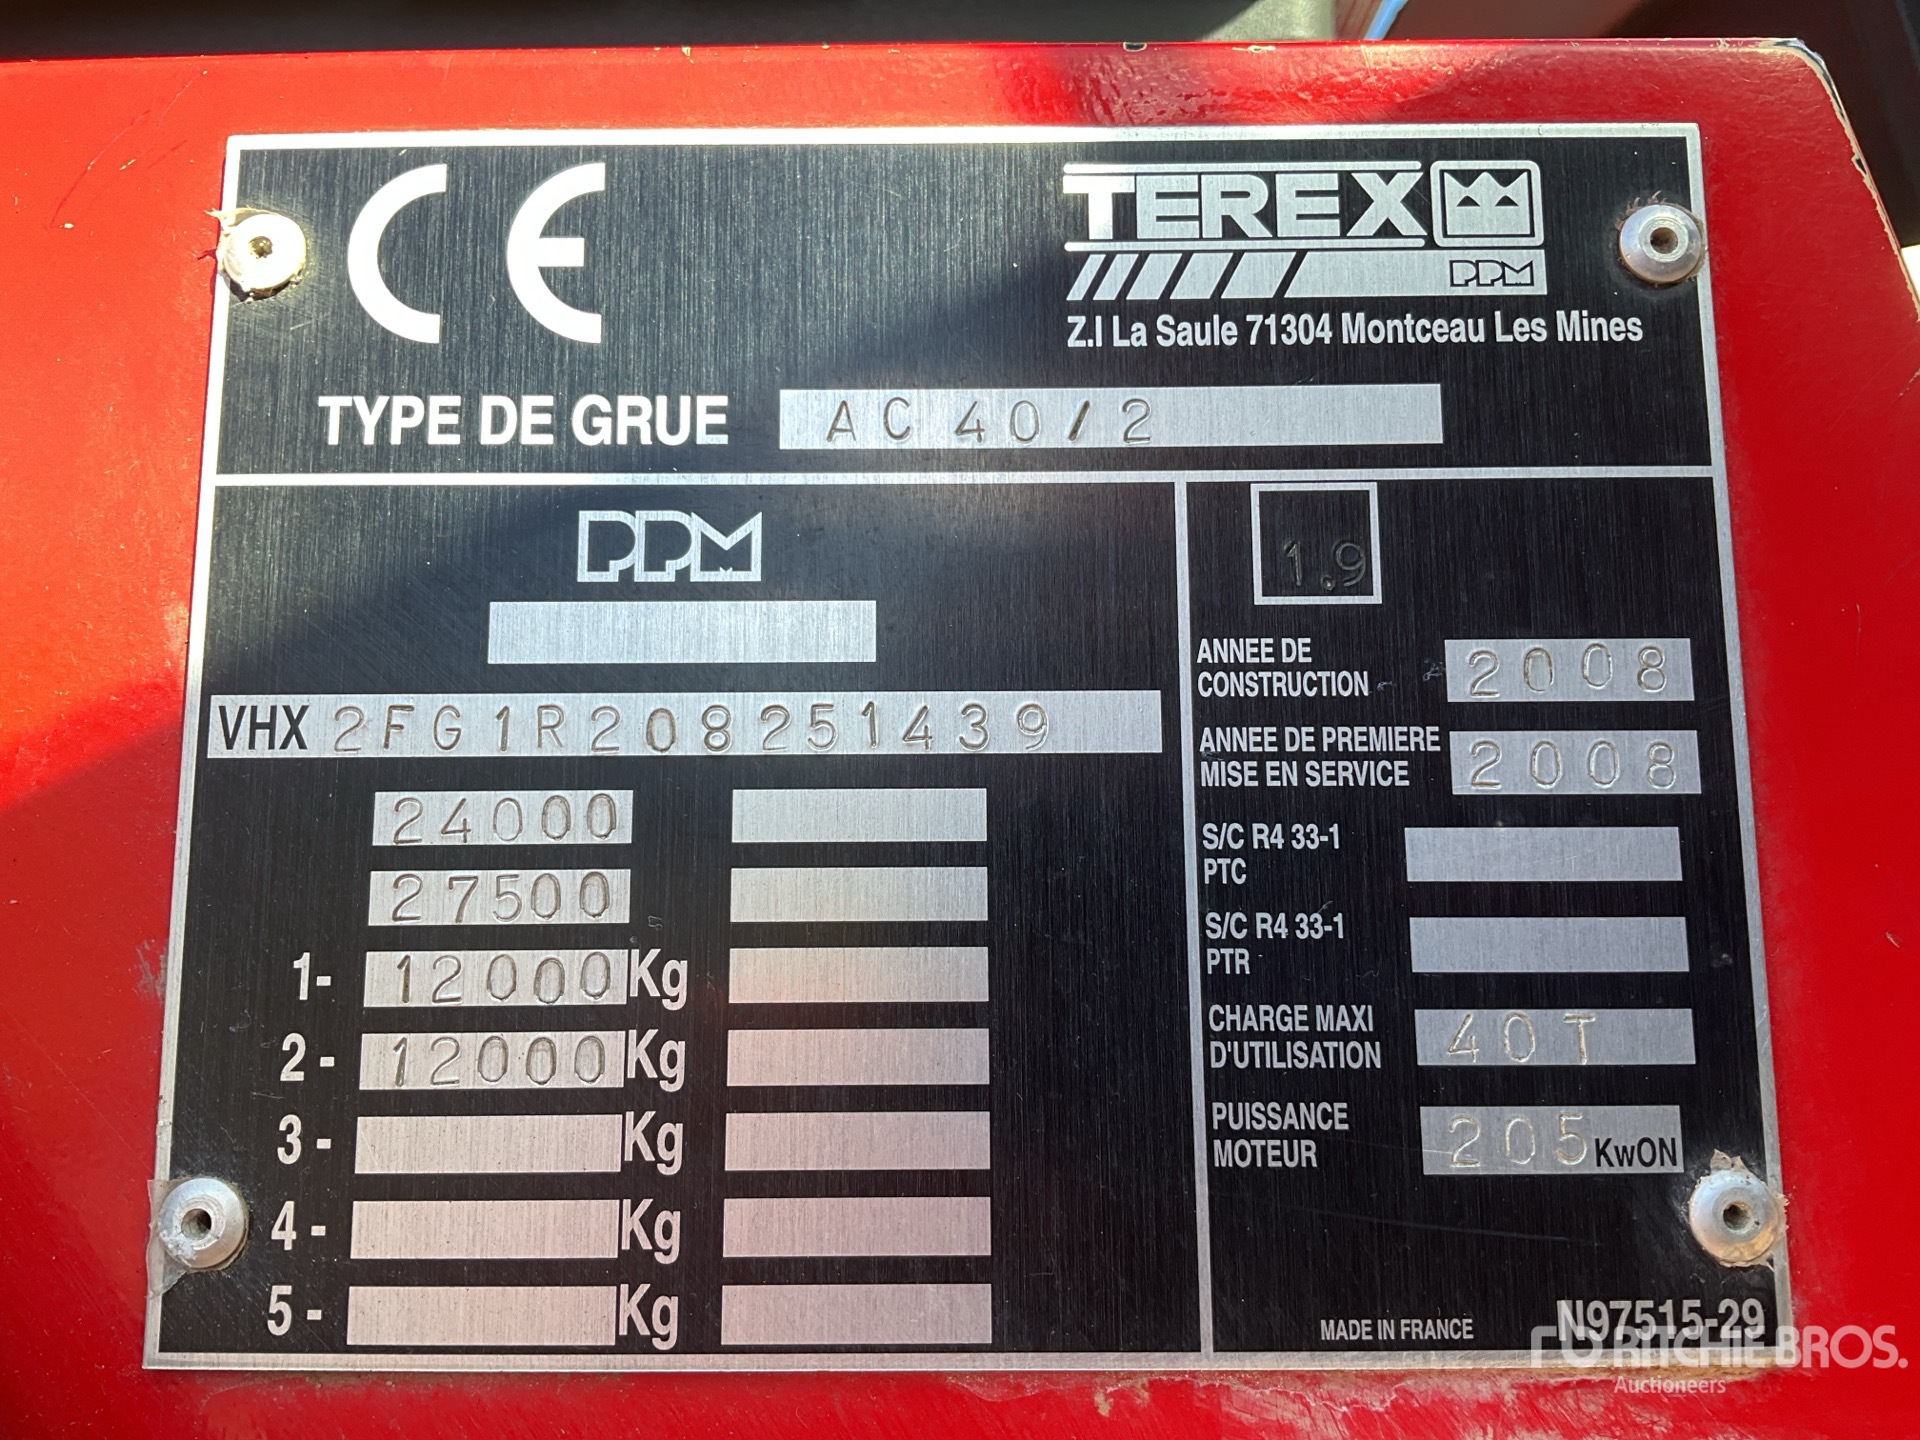 CE
TEREX
PPM
Z.I La Saule 71304 Montceau Les Mines
TYPE DE GRUE AC 40/2
PPM
VHX 2FG1R208251439
24000
27500
1- 12000 Kg
2- 12000 Kg
3- Kg
4- Kg
5- Kg
1.9
ANNEE DE
CONSTRUCTION 2008
ANNEE DE PREMIERE
MISE EN SERVICE 2008
S/C R4 33-1
PTC
S/C R4 33-1
PTR
CHARGE MAXI
D'UTILISATION 40T
PUISSANCE
MOTEUR 205 KwON
MADE IN FRANCE
N97515-29
RITCHIE BROS.
Auctioneers